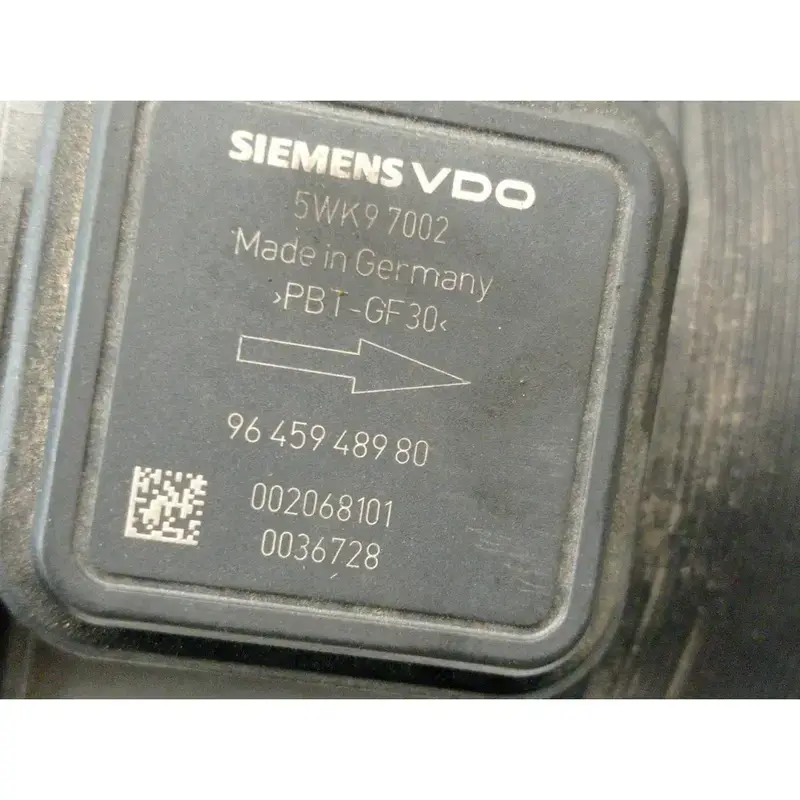 SIEMENS VDO
5WK9 7002
Made in Germany
>PBT-GF30<
96 459 489 80
002068101
0036728